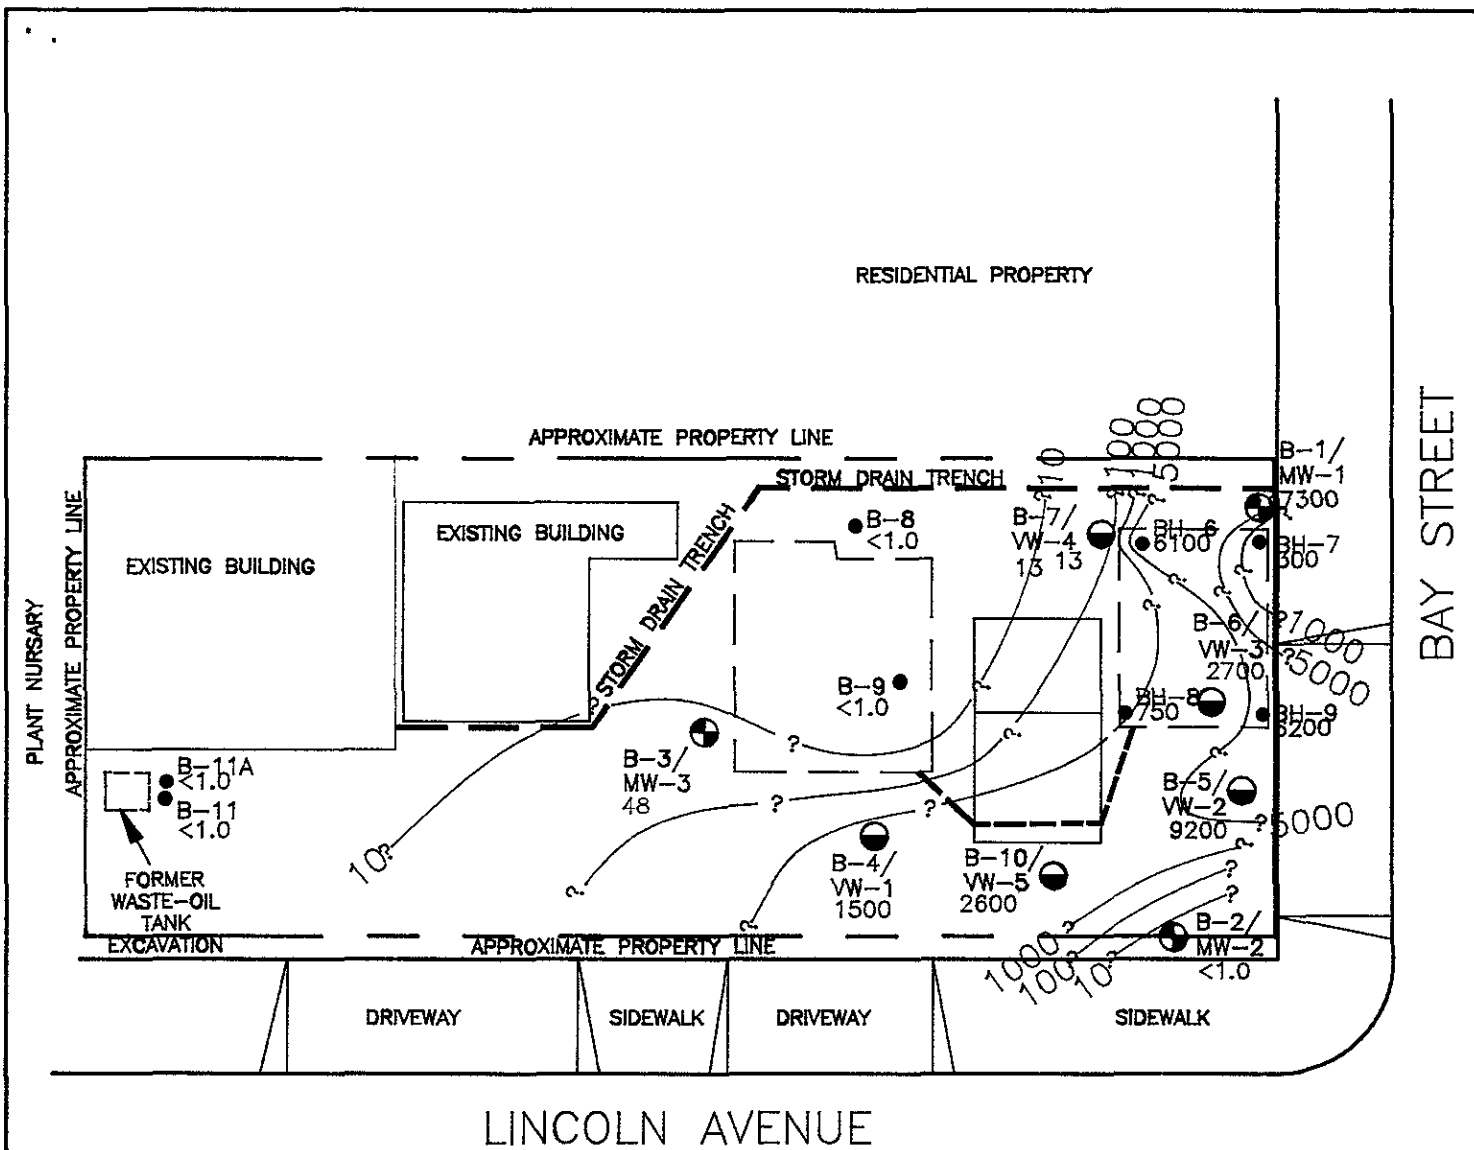 RESIDENTIAL PROPERTY
BAY STREET
APPROXIMATE PROPERTY LINE
STORM DRAIN TRENCH
10
100
1000
5000
B-1/
MW-1
7300
B-8
<1.0
B-7/
VW-4
13
13
BH-6
6100
BH-7
300
EXISTING BUILDING
EXISTING BUILDING
STORM DRAIN TRENCH
PLANT NURSARY
APPROXIMATE PROPERTY LINE
B-6/
VW-3
2700
1000
5000
B-9
<1.0
BH-8
750
BH-9
B-3/
MW-3
48
B-11A
<1.0
B-11
<1.0
B-5/
VW-2
9200
5000
FORMER
WASTE-OIL
TANK
EXCAVATION
10
B-4/
VW-1
1500
B-10/
VW-5
2600
B-2/
MW-2
<1.0
APPROXIMATE PROPERTY LINE
1000
100
10
DRIVEWAY
SIDEWALK
DRIVEWAY
SIDEWALK
LINCOLN AVENUE